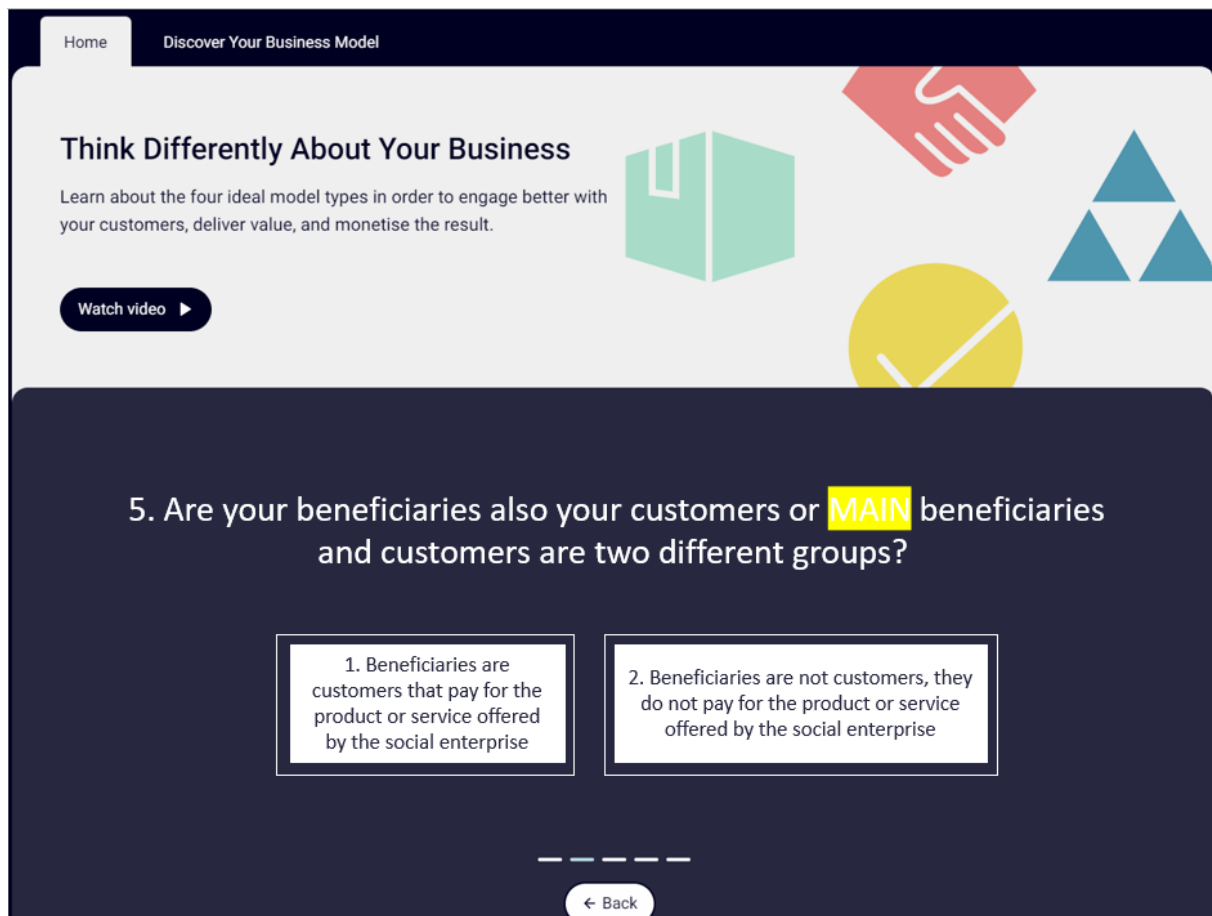 Home
Discover Your Business Model
Think Differently About Your Business
Learn about the four ideal model types in order to engage better with
your customers, deliver value, and monetise the result.
Watch video
5. Are your beneficiaries also your customers or MAIN beneficiaries
and customers are two different groups?
1. Beneficiaries are
customers that pay for the
product or service offered
by the social enterprise
2. Beneficiaries are not customers, they
do not pay for the product or service
offered by the social enterprise
← Back